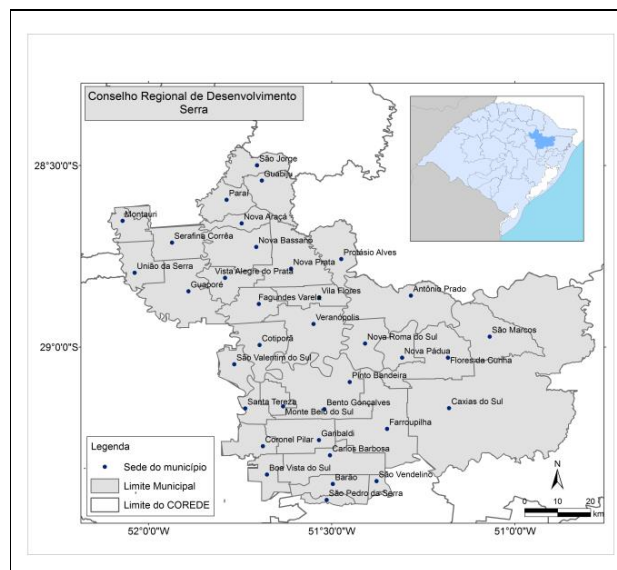 Conselho Regional de Desenvolvimento
Serra
28°30'0"S
29°0'0"S
São Jorge
Guabiju
Paraí
Nova Araçá
Montauri
Serafina Corrêa
Nova Bassano
Protásio Alves
União da Serra
Vista Alegre do Prata
Nova Prata
Guaporé
Vila Flores
Fagundes Varela
Antônio Prado
Veranópolis
São Marcos
Cotiporã
Nova Roma do Sul
Nova Pádua
Flores da Cunha
São Valentim do Sul
Pinto Bandeira
Santa Tereza
Monte Belo do Sul
Bento Gonçalves
Caxias do Sul
Farroupilha
Coronel Pilar
Garibaldi
Carlos Barbosa
Boa Vista do Sul
Barão
São Vendelino
São Pedro da Serra
Legenda
Sede do município
Limite Municipal
Limite do COREDE
N
0 10 20
km
52°0'0"W
51°30'0"W
51°0'0"W